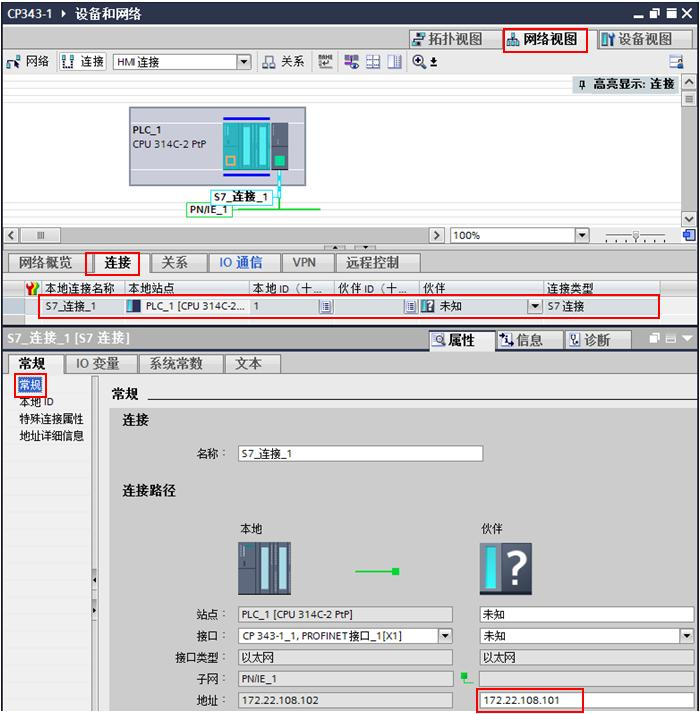 CP343-1 ▸ 设备和网络
拓扑视图 网络视图 设备视图
网络 连接 HMI 连接 关系
高亮显示: 连接
PLC_1
CPU 314C-2 PtP
S7_连接_1
PN/IE_1
100%
网络概览 连接 关系 IO 通信 VPN 远程控制
本地连接名称 本地站点 本地 ID（十... 伙伴 ID（十... 伙伴 连接类型
S7_连接_1 PLC_1 [CPU 314C-2... 1 未知 S7 连接
S7_连接_1 [S7 连接] 属性 信息 诊断
常规 IO 变量 系统常数 文本
常规
本地 ID
特殊连接属性
地址详细信息
常规
连接
名称： S7_连接_1
连接路径
本地 伙伴
站点： PLC_1 [CPU 314C-2 PtP] 未知
接口： CP 343-1_1, PROFINET接口_1[X1] 未知
接口类型： 以太网 以太网
子网： PN/IE_1
地址： 172.22.108.102 172.22.108.101